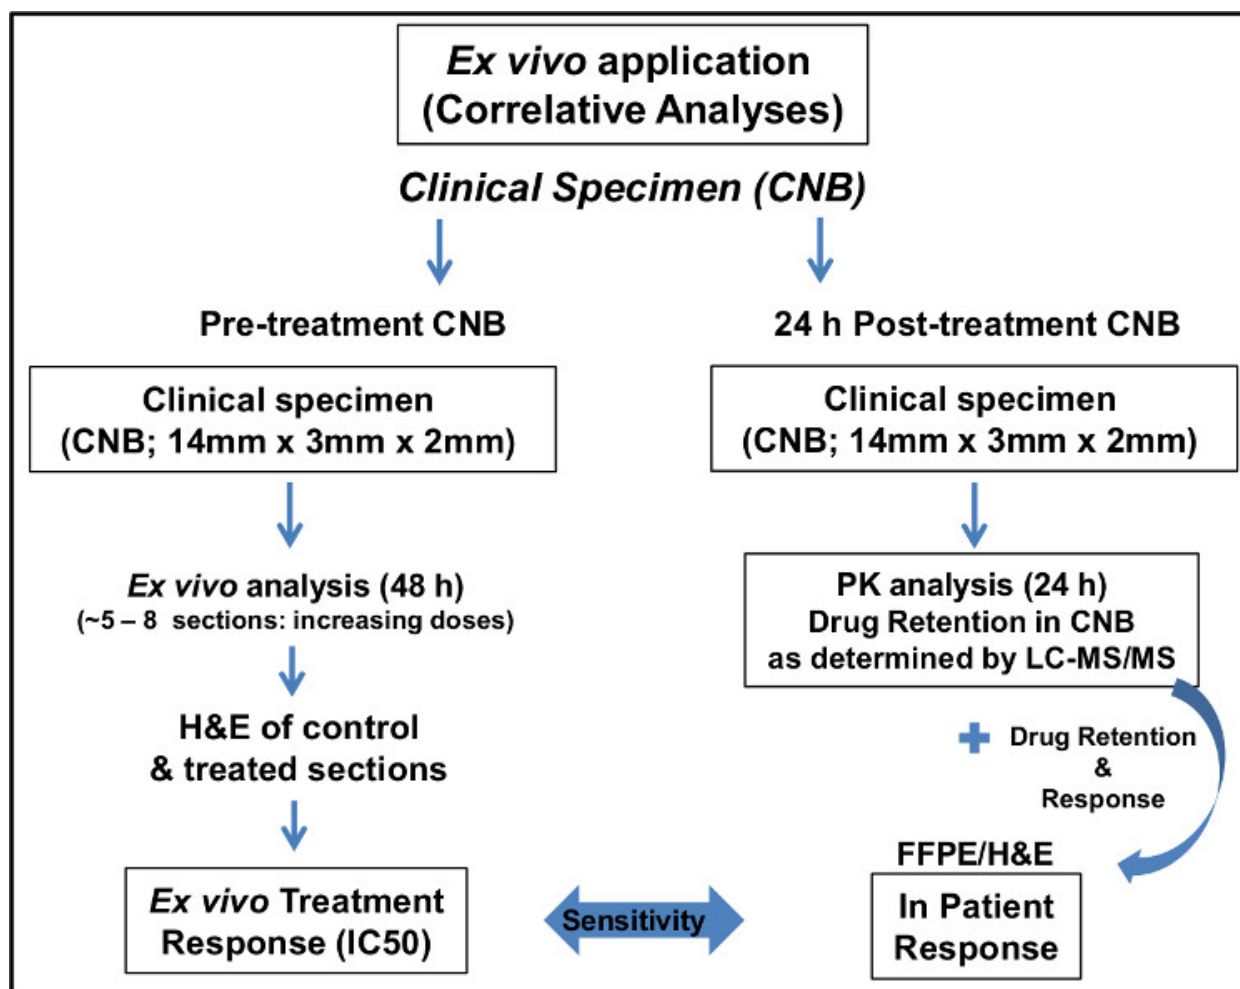 Ex vivo application
(Correlative Analyses)
Clinical Specimen (CNB)
Pre-treatment CNB
Clinical specimen
(CNB; 14mm x 3mm x 2mm)
Ex vivo analysis (48 h)
(~5 – 8 sections: increasing doses)
H&E of control
& treated sections
Ex vivo Treatment
Response (IC50)
Sensitivity
24 h Post-treatment CNB
Clinical specimen
(CNB; 14mm x 3mm x 2mm)
PK analysis (24 h)
Drug Retention in CNB
as determined by LC-MS/MS
Drug Retention
&
Response
FFPE/H&E
In Patient
Response